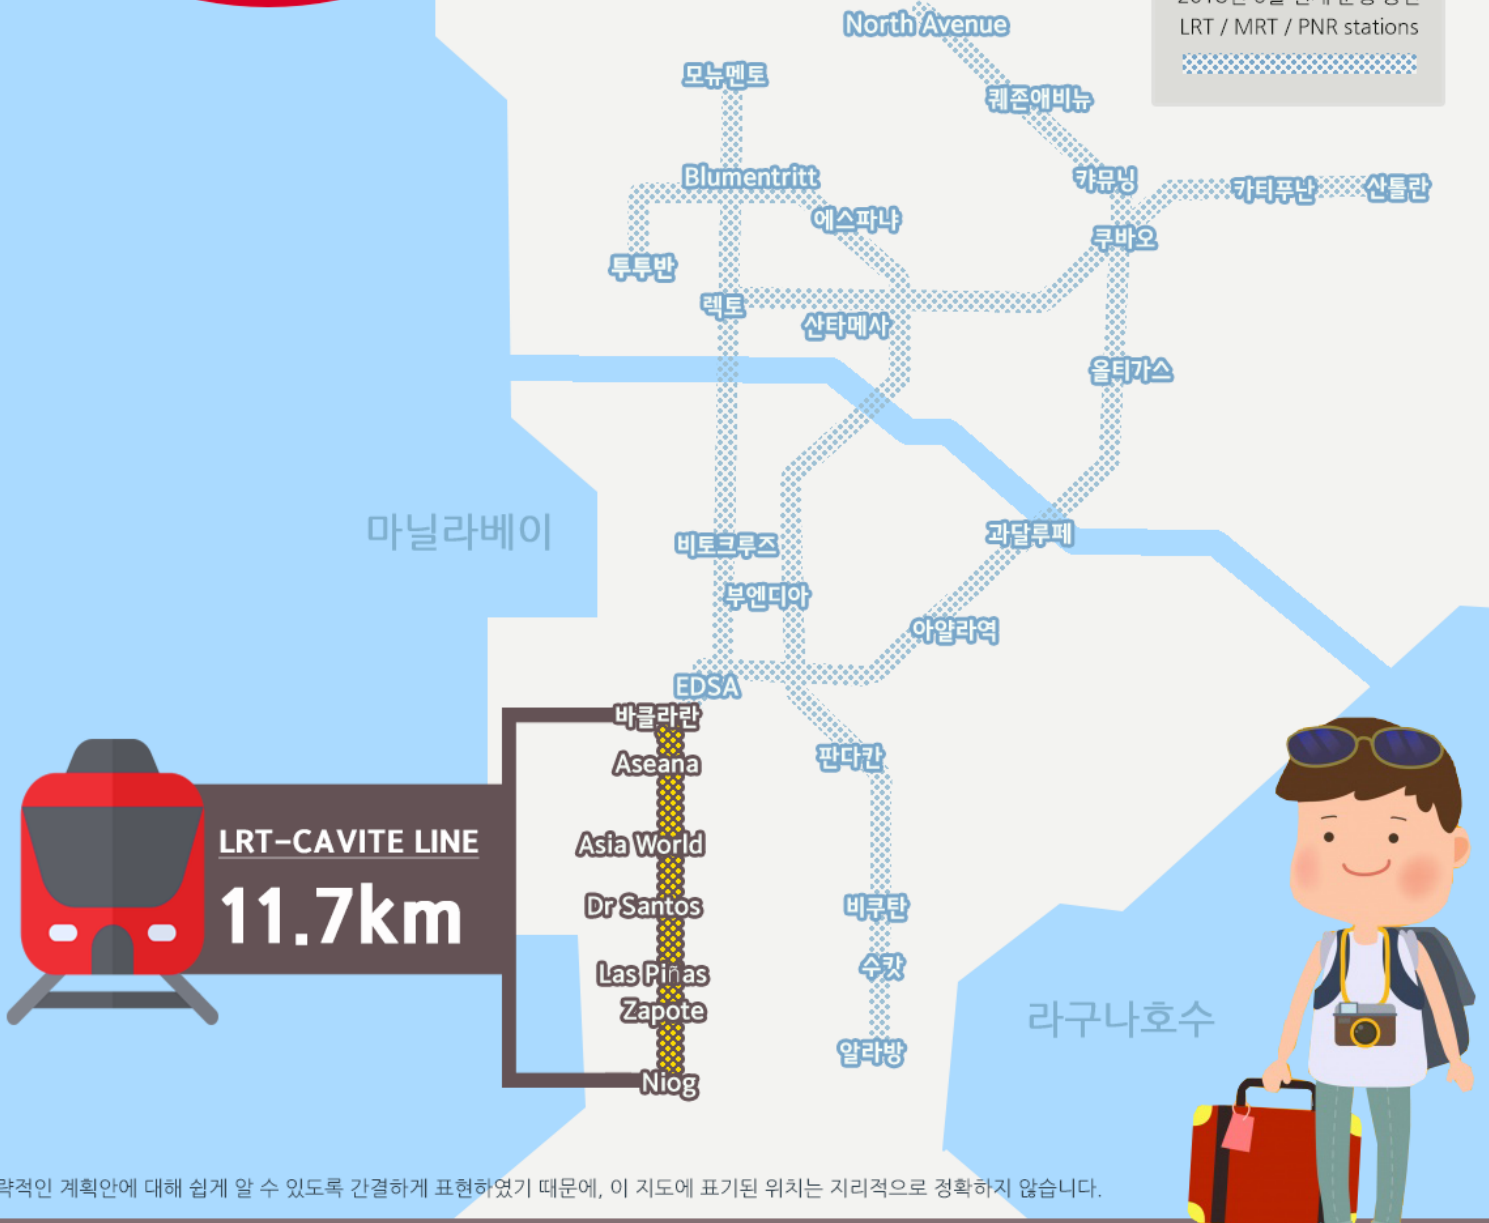 LRT / MRT / PNR stations
North Avenue
모뉴멘토
퀘존애비뉴
Blumentritt
캬뮤닝
카티푸난
산톨란
에스파냐
쿠바오
투투반
렉토
산타메사
올티가스
마닐라베이
비토크루즈
과달루페
부엔디아
아얄라역
EDSA
바클라란
Aseana
판다칸
LRT-CAVITE LINE
11.7km
Asia World
Dr Santos
비쿠탄
Las Piñas
수캇
Zapote
라구나호수
알라방
Niog
략적인 계획안에 대해 쉽게 알 수 있도록 간결하게 표현하였기 때문에, 이 지도에 표기된 위치는 지리적으로 정확하지 않습니다.